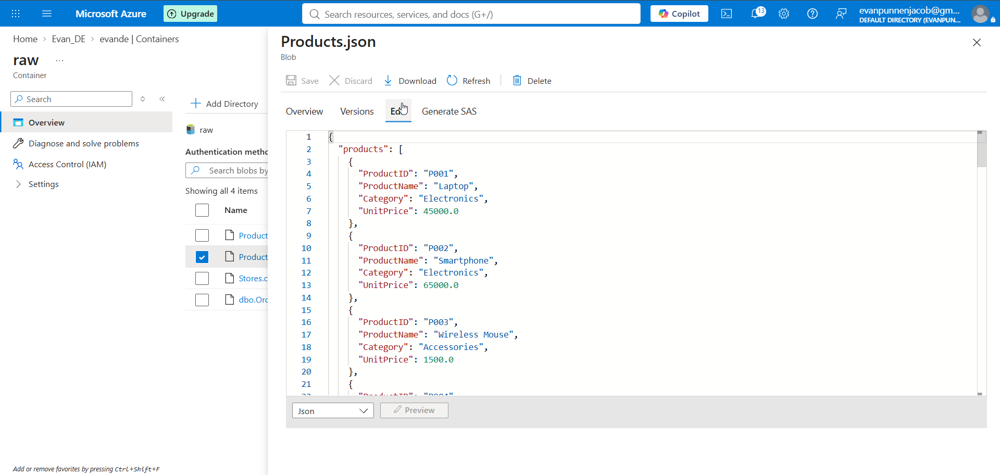 Microsoft Azure
Upgrade
Search resources, services, and docs (G+/)
Copilot
13
evanpunnenjacob@gm...
DEFAULT DIRECTORY (EVANPUN...
Home > Evan_DE > evande | Containers
raw ...
Container
Search
Overview
Diagnose and solve problems
Access Control (IAM)
Settings
Add or remove favorites by pressing Ctrl+Shift+F
Add Directory
raw
Authentication metho
Search blobs by
Showing all 4 items
Name
Product
Product
Stores.c
dbo.Orc
Products.json
Blob
Save Discard Download Refresh Delete
Overview Versions Generate SAS
1 {
2 "products": [
3 {
4 "ProductID": "P001",
5 "ProductName": "Laptop",
6 "Category": "Electronics",
7 "UnitPrice": 45000.0
8 },
9 {
10 "ProductID": "P002",
11 "ProductName": "Smartphone",
12 "Category": "Electronics",
13 "UnitPrice": 65000.0
14 },
15 {
16 "ProductID": "P003",
17 "ProductName": "Wireless Mouse",
18 "Category": "Accessories",
19 "UnitPrice": 1500.0
20 },
21 {
22 "ProductID": "P004"
Json
Preview